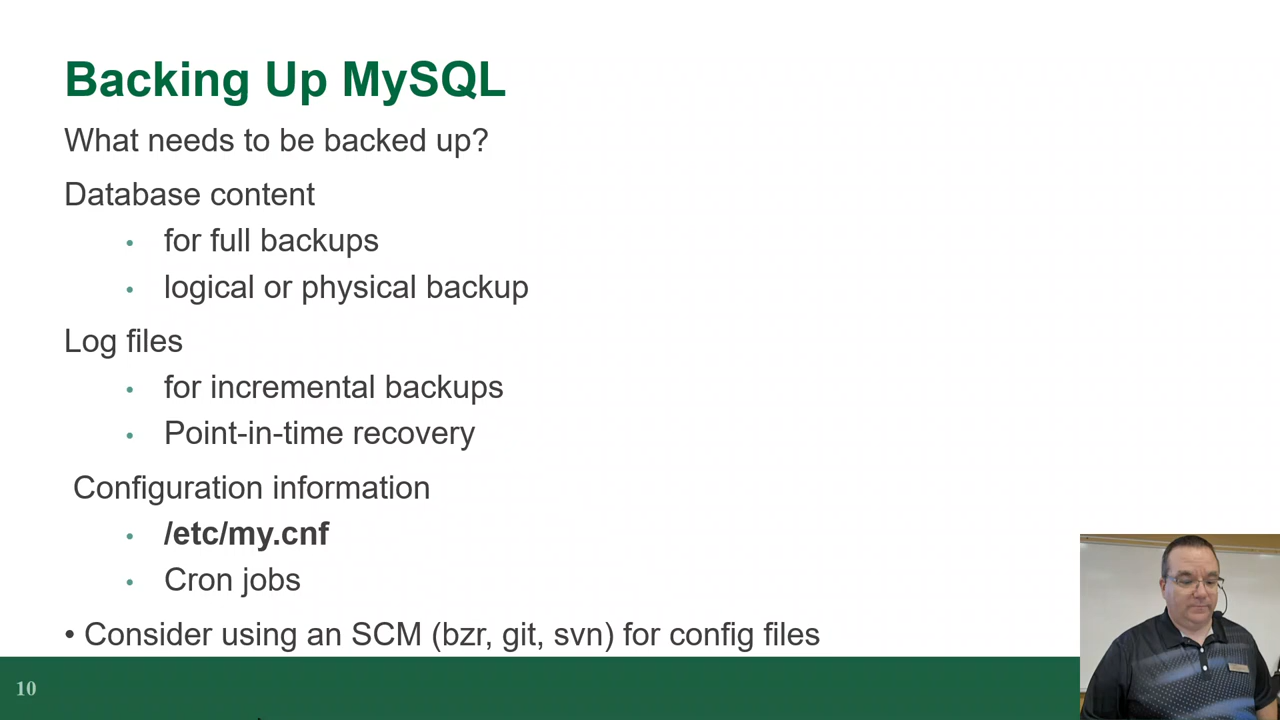 Backing Up MySQL
What needs to be backed up?
Database content
• for full backups
• logical or physical backup
Log files
• for incremental backups
• Point-in-time recovery
Configuration information
• /etc/my.cnf
• Cron jobs
• Consider using an SCM (bzr, git, svn) for config files
10